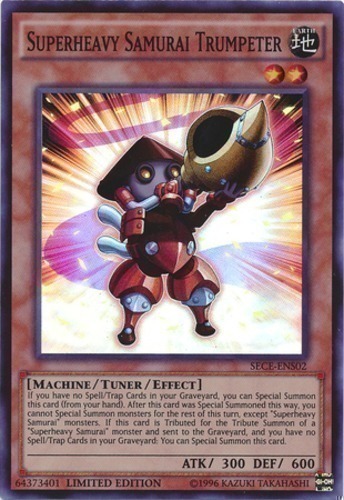 SUPERHEAVY SAMURAI TRUMPETER
EARTH
地
SECE-ENS02
[MACHINE/TUNER/EFFECT]
If you have no Spell/Trap Cards in your Graveyard, you can Special Summon
this card (from your hand). After this card was Special Summoned this way, you
cannot Special Summon monsters for the rest of this turn, except "Superheavy
Samurai" monsters. If this card is Tributed for the Tribute Summon of a
"Superheavy Samurai" monster and sent to the Graveyard, and you have no
Spell/Trap Cards in your Graveyard: You can Special Summon this card.
ATK/ 300 DEF/ 600
64373401 LIMITED EDITION ©1996 KAZUKI TAKAHASHI